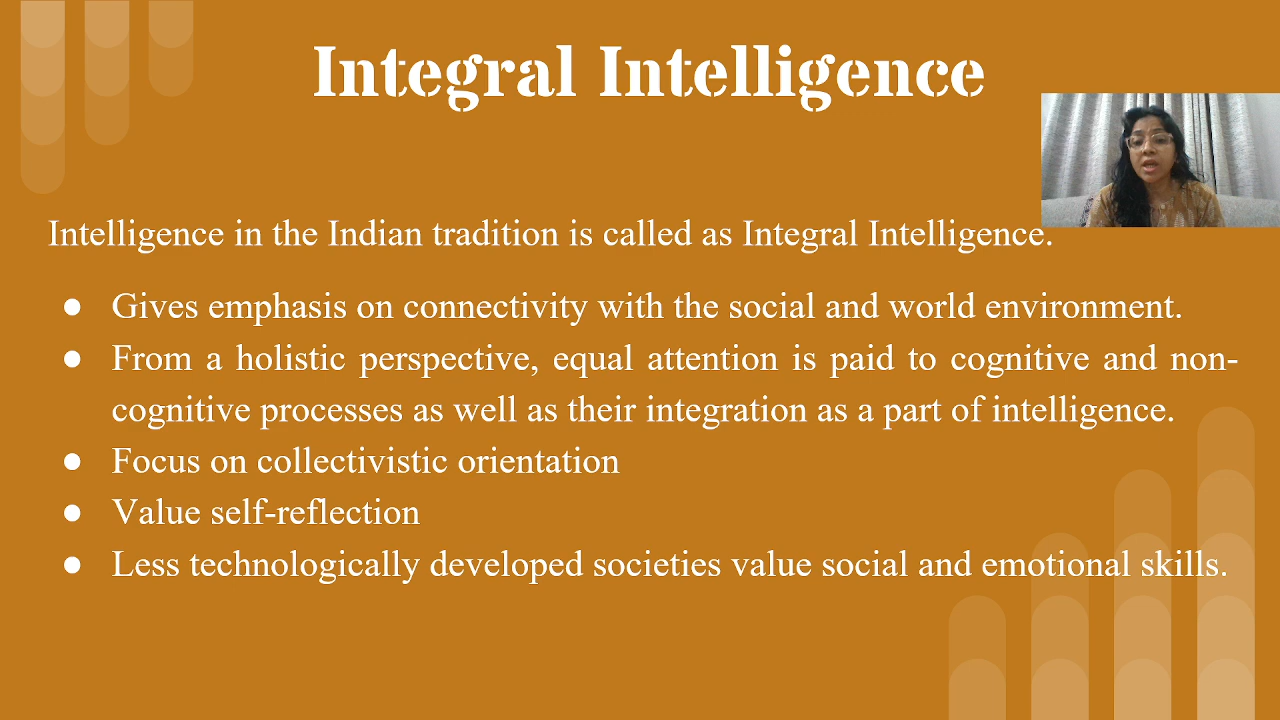 Integral Intelligence
Intelligence in the Indian tradition is called as Integral Intelligence.
● Gives emphasis on connectivity with the social and world environment.
● From a holistic perspective, equal attention is paid to cognitive and non-
cognitive processes as well as their integration as a part of intelligence.
● Focus on collectivistic orientation
● Value self-reflection
● Less technologically developed societies value social and emotional skills.